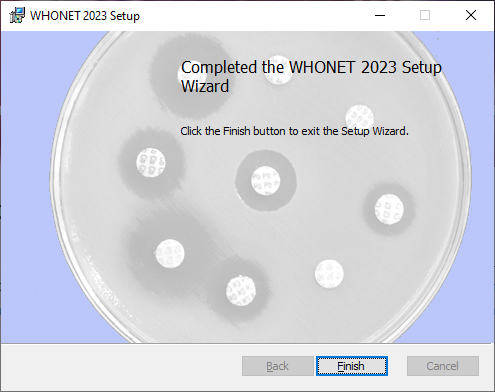 WHONET 2023 Setup
Completed the WHONET 2023 Setup
Wizard
Click the Finish button to exit the Setup Wizard.
Back
Finish
Cancel